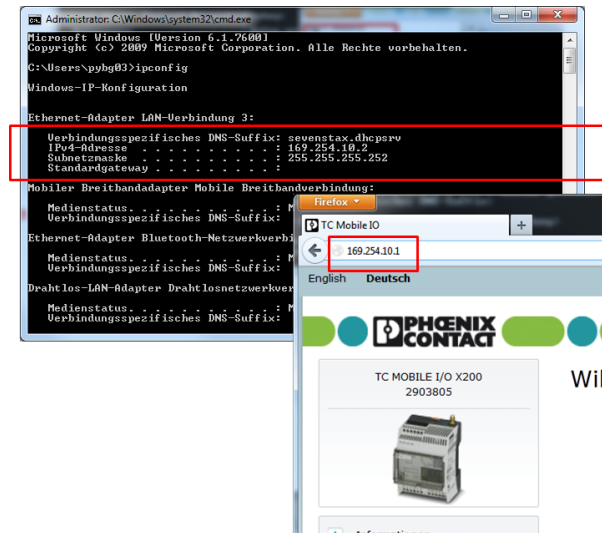 Administrator: C:\Windows\system32\cmd.exe
Microsoft Windows [Version 6.1.7600]
Copyright (c) 2009 Microsoft Corporation. Alle Rechte vorbehalten.
C:\Users\pybg03>ipconfig
Windows-IP-Konfiguration
Ethernet-Adapter LAN-Verbindung 3:
Verbindungsspezifisches DNS-Suffix: sevenstax.dhcpsrv
IPv4-Adresse . . . . . . . . . . : 169.254.10.2
Subnetzmaske . . . . . . . . . . : 255.255.255.252
Standardgateway . . . . . . . . . :
Mobiler Breitbandadapter Mobile Breitbandverbindung:
Medienstatus. . . . . . . . . . . : M
Verbindungsspezifisches DNS-Suffix:
Ethernet-Adapter Bluetooth-Netzwerkverbi
Medienstatus. . . . . . . . . . . : M
Verbindungsspezifisches DNS-Suffix:
Drahtlos-LAN-Adapter Drahtlosnetzwerkver
Medienstatus. . . . . . . . . . . : M
Verbindungsspezifisches DNS-Suffix:
Firefox
TC Mobile IO
169.254.10.1
English Deutsch
PHŒNIX
CONTACT
TC MOBILE I/O X200
2903805
Wil